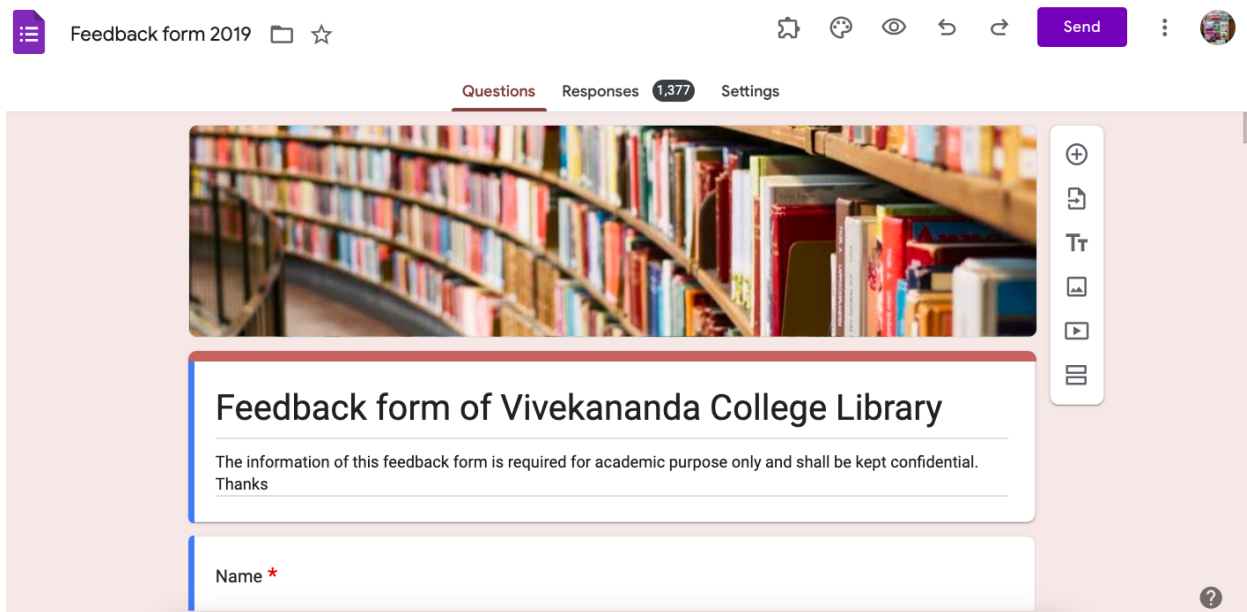 Feedback form 2019
Send
Questions
Responses 1,377
Settings
Feedback form of Vivekananda College Library
The information of this feedback form is required for academic purpose only and shall be kept confidential.
Thanks
Name *